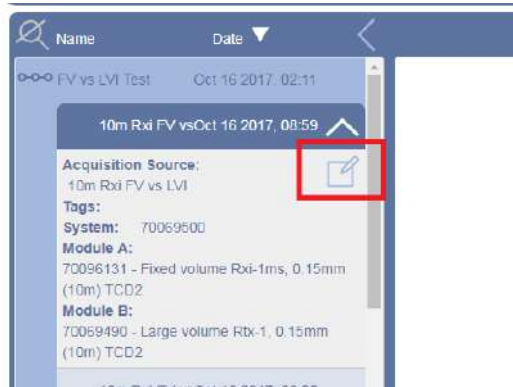 Name Date
FV vs LVI Test Oct 16 2017, 02:11
10m Rxi FV vsOct 16 2017, 08:59
Acquisition Source:
10m Rxi FV vs LVI
Tags:
System: 70069500
Module A:
70096131 - Fixed volume Rxi-1ms, 0.15mm
(10m) TCD2
Module B:
70069490 - Large volume Rtx-1, 0.15mm
(10m) TCD2